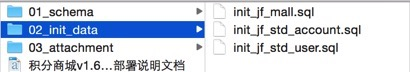 01_schema
02_init_data
03_attachment
积分商城v1.6...部署说明文档
init_jf_mall.sql
init_jf_std_account.sql
init_jf_std_user.sql